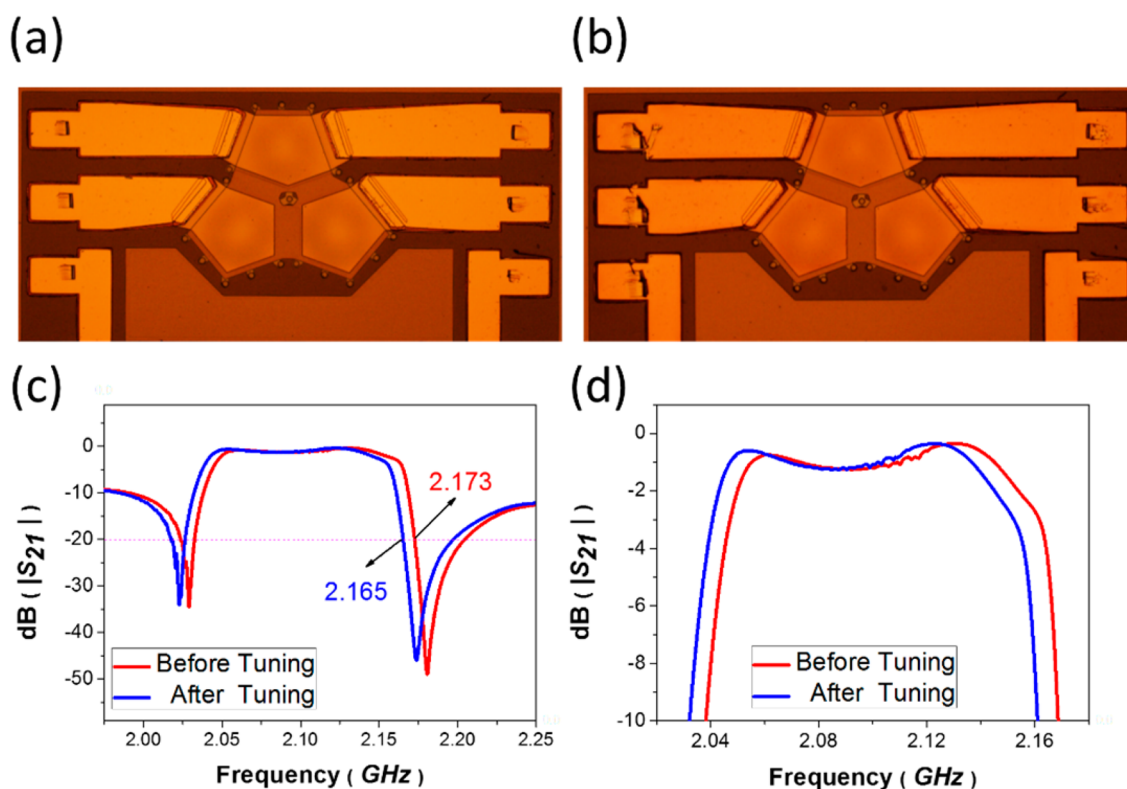 (a)
(b)
(c)
(d)
0
-10
-20
-30
-40
-50
dB ( |S21| )
2.173
2.165
Before Tuning
After Tuning
2.00
2.05
2.10
2.15
2.20
2.25
Frequency ( GHz )
0
-2
-4
-6
-8
-10
dB ( |S21| )
Before Tuning
After Tuning
2.04
2.08
2.12
2.16
Frequency ( GHz )